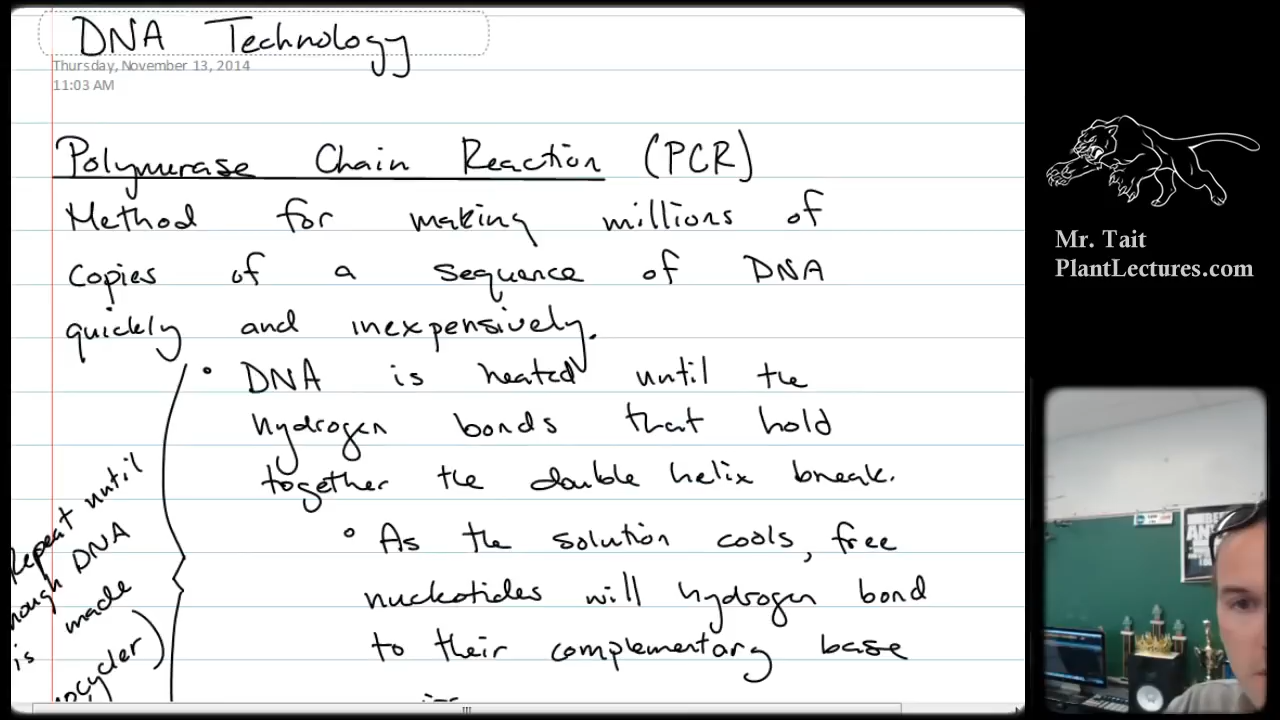 DNA Technology
Thursday, November 13, 2014
11:03 AM
Polymerase Chain Reaction (PCR)
Method for making millions of
copies of a sequence of DNA
quickly and inexpensively.
• DNA is heated until the
hydrogen bonds that hold
together the double helix break.
• As the solution cools, free
nucleotides will hydrogen bond
to their complementary base
Repeat until
nough DNA
is made
ocycler)
Mr. Tait
PlantLectures.com